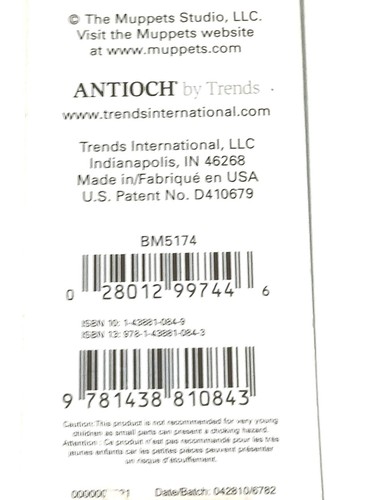 © The Muppets Studio, LLC.
Visit the Muppets website
at www.muppets.com
ANTIOCH® by Trends
www.trendsinternational.com
Trends International, LLC
Indianapolis, IN 46268
Made in/Fabriqué en USA
U.S. Patent No. D410679
BM5174
0 28012 99744 6
ISBN 10: 1-43881-084-9
ISBN 13: 978-1-43881-084-3
9 781438 810843
Caution: This product is not recommended for very young
children as small parts can present a choking hazard.
Attention : Ce produit n'est pas recommandé pour les très
jeunes enfants car les petites pièces peuvent présenter
un risque d'étouffement.
Date/Batch: 042810/6782